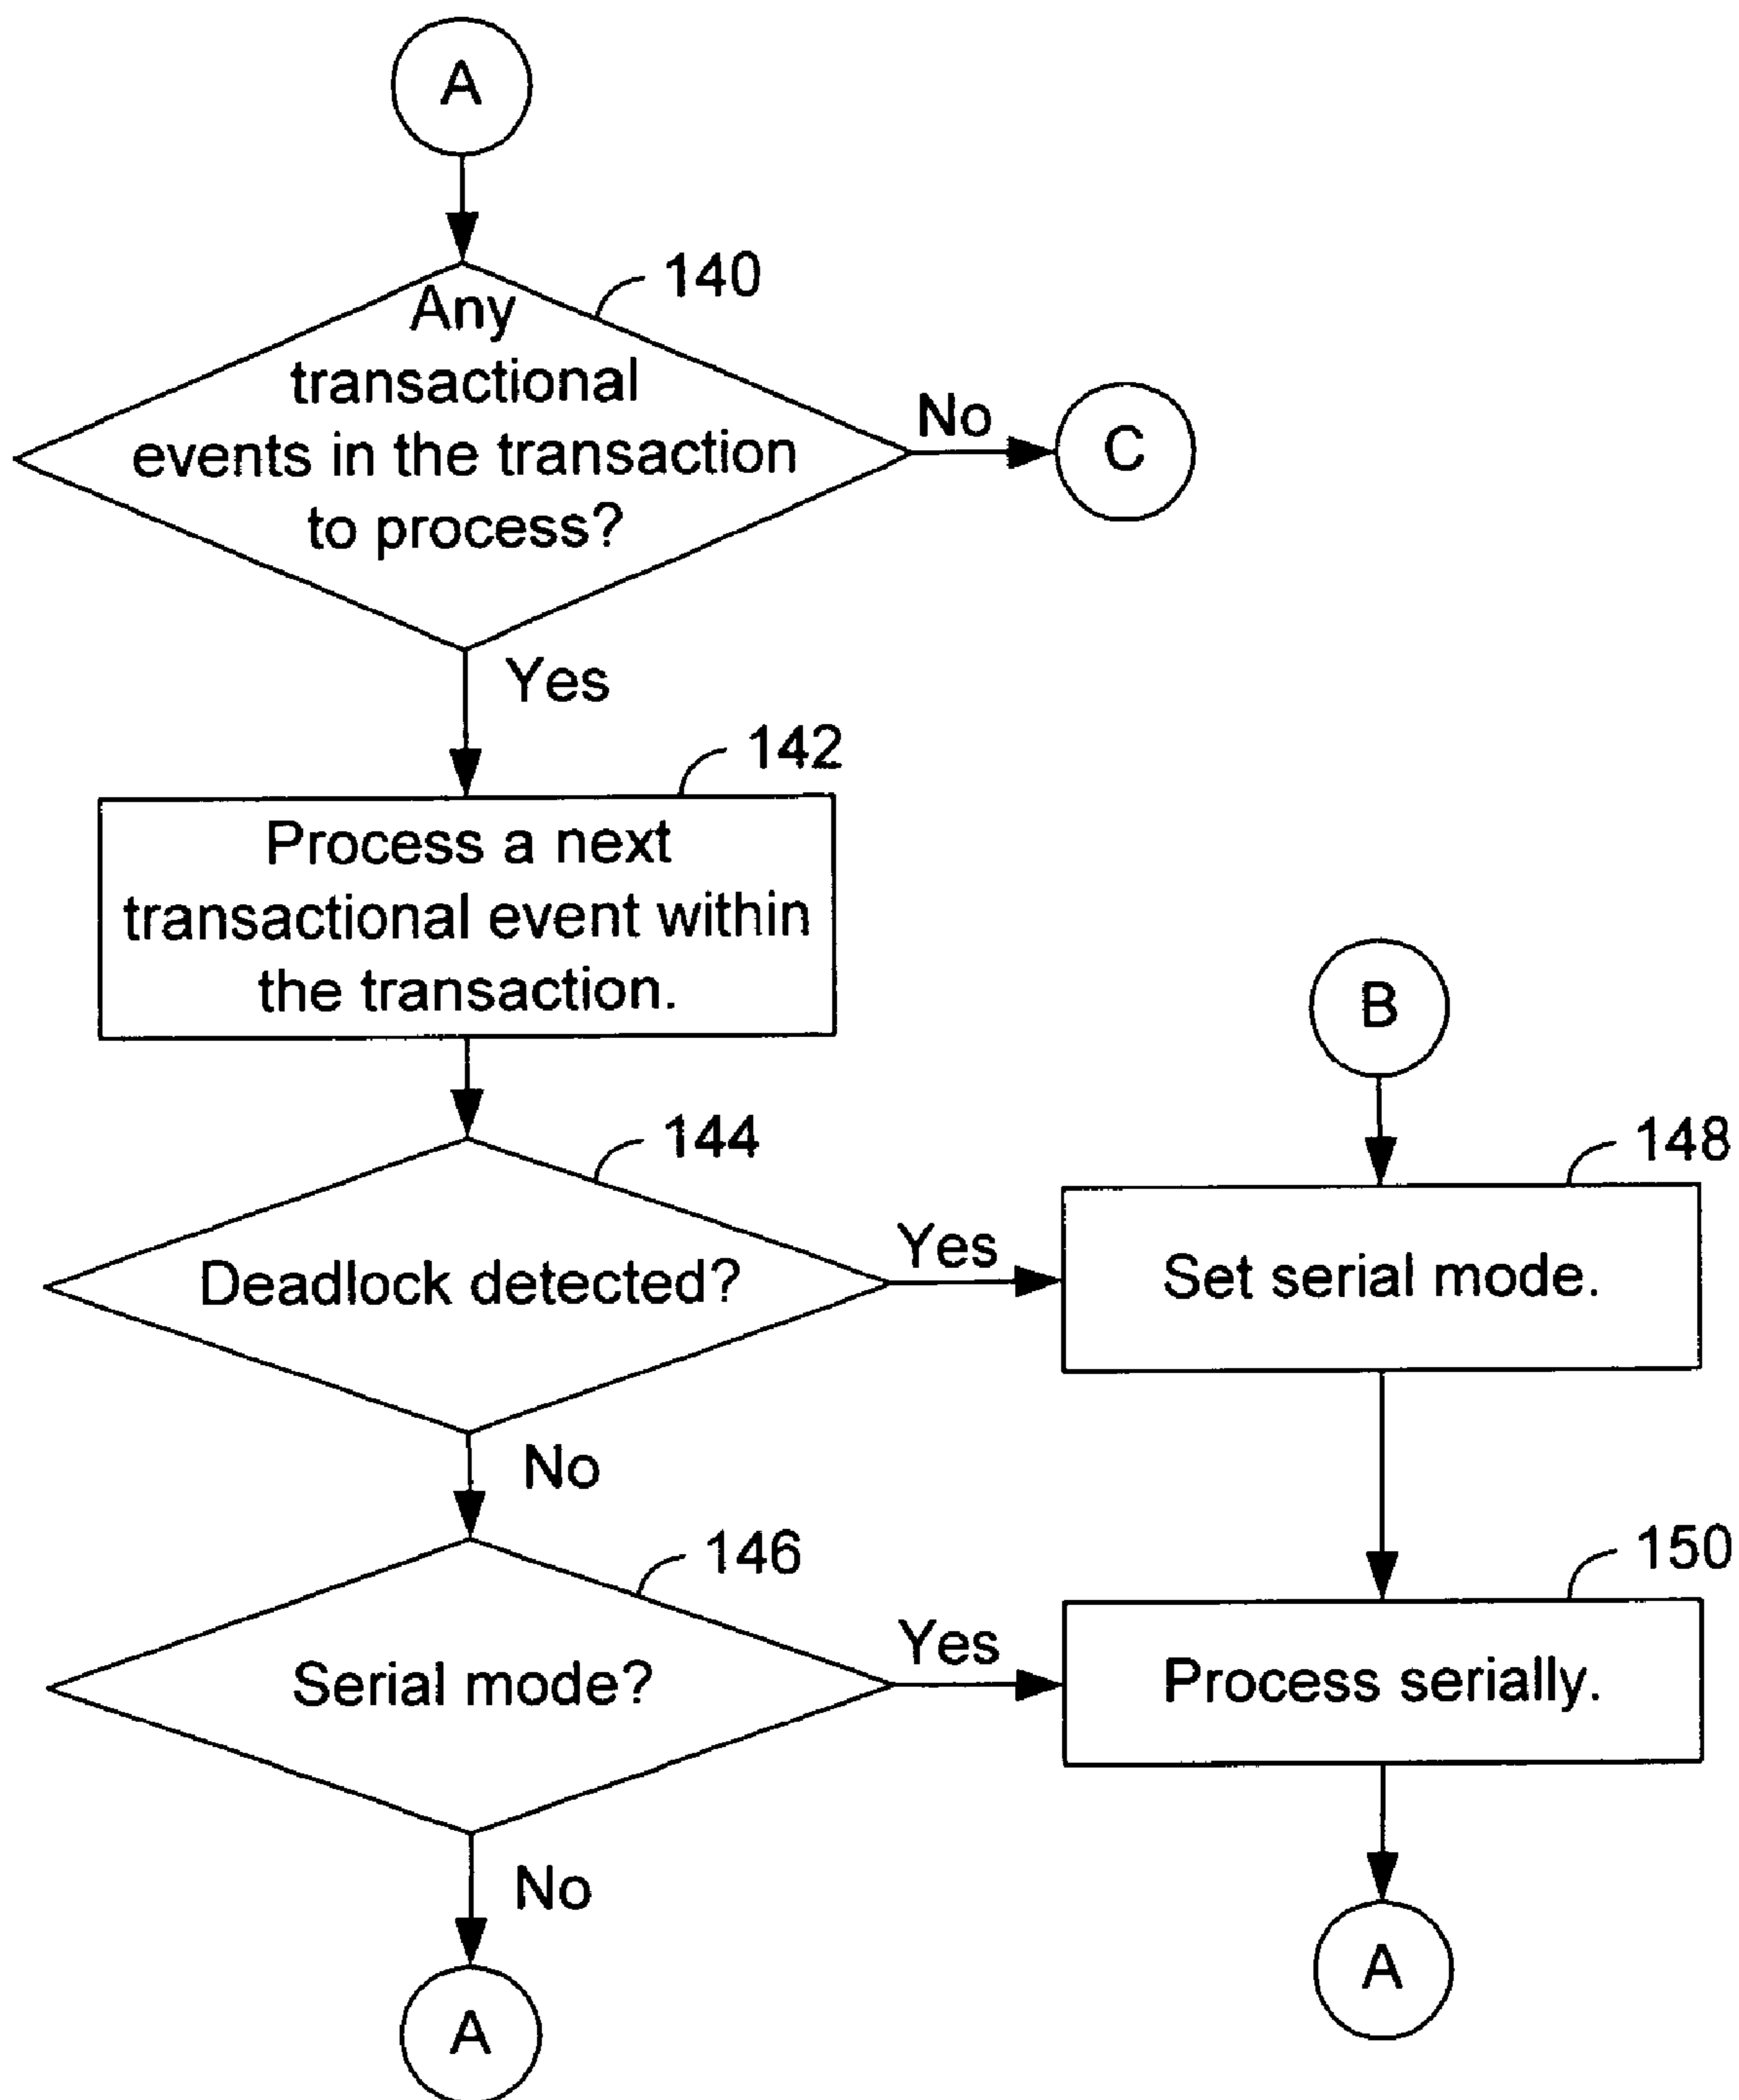 A
140
Any
transactional
events in the transaction
to process?
No
C
Yes
142
Process a next
transactional event within
the transaction.
B
144
148
Deadlock detected?
Yes
Set serial mode.
No
146
150
Serial mode?
Yes
Process serially.
No
A
A